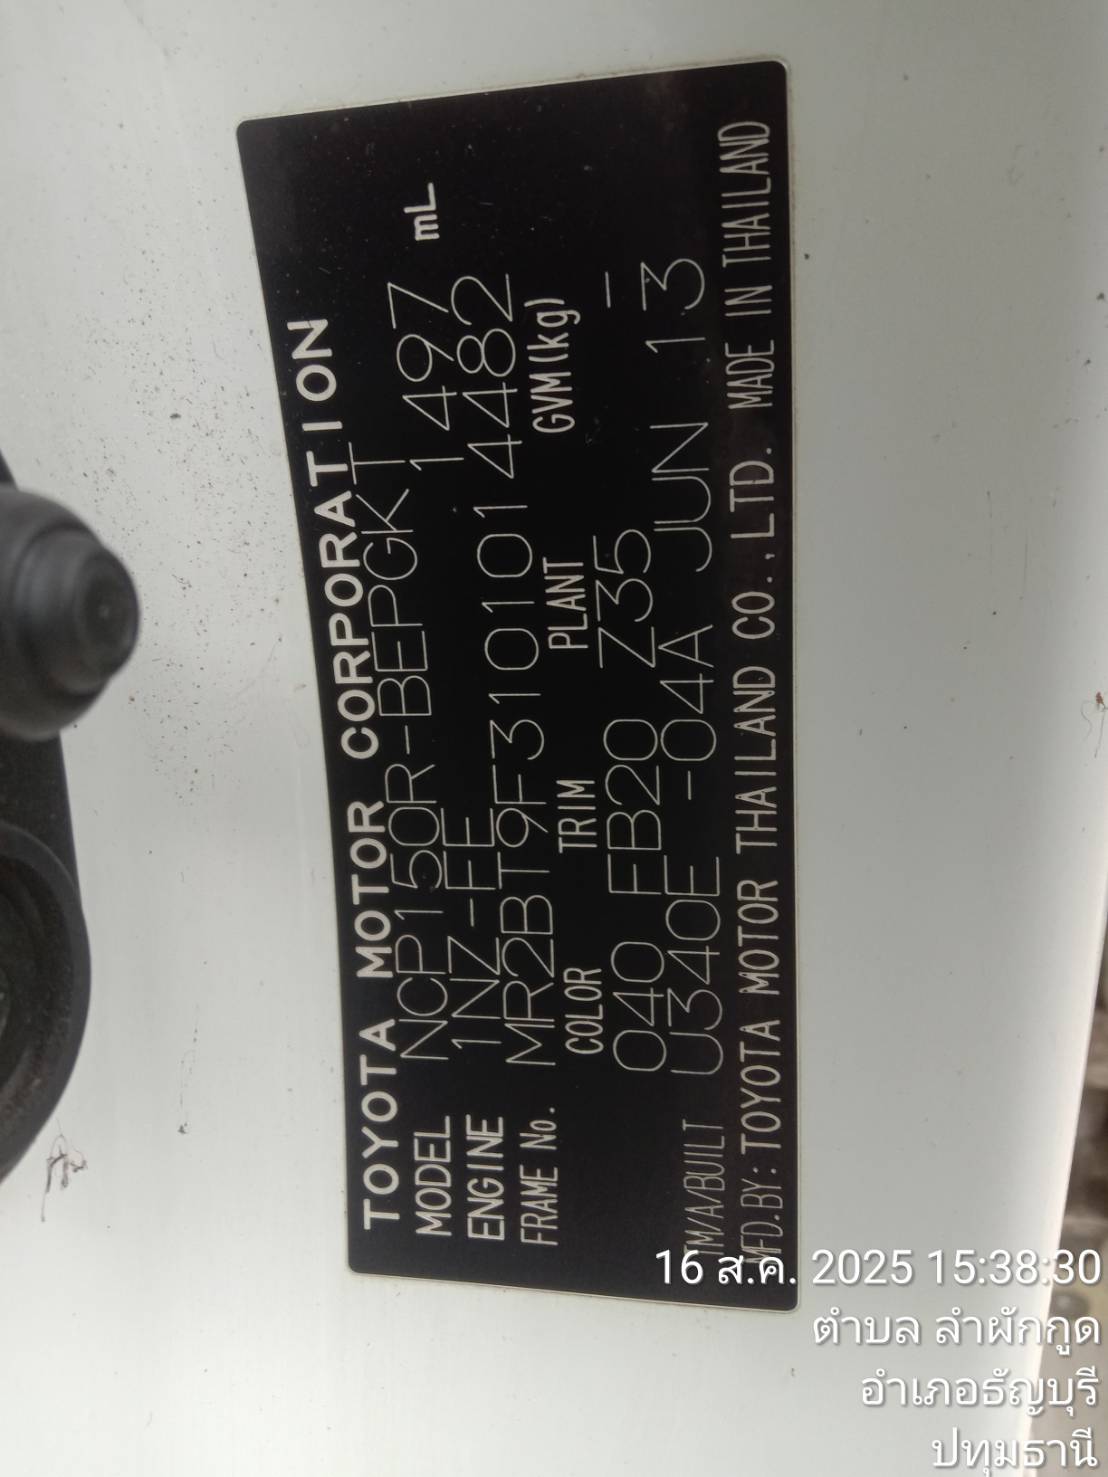 TOYOTA MOTOR CORPORATION
MODEL NCP150R-BEPGKT
ENGINE 1NZ-FE 1497 mL
FRAME No. MR2BT9F3101014482
COLOR TRIM PLANT GVM(kg)
040 FB20 Z35 —
TM/A/BUILT U340E -04A JUN 13
MFD.BY: TOYOTA MOTOR THAILAND CO.,LTD. MADE IN THAILAND
16 ส.ค. 2025 15:38:30
ตำบล ลำผักกูด
อำเภอธัญบุรี
ปทุมธานี